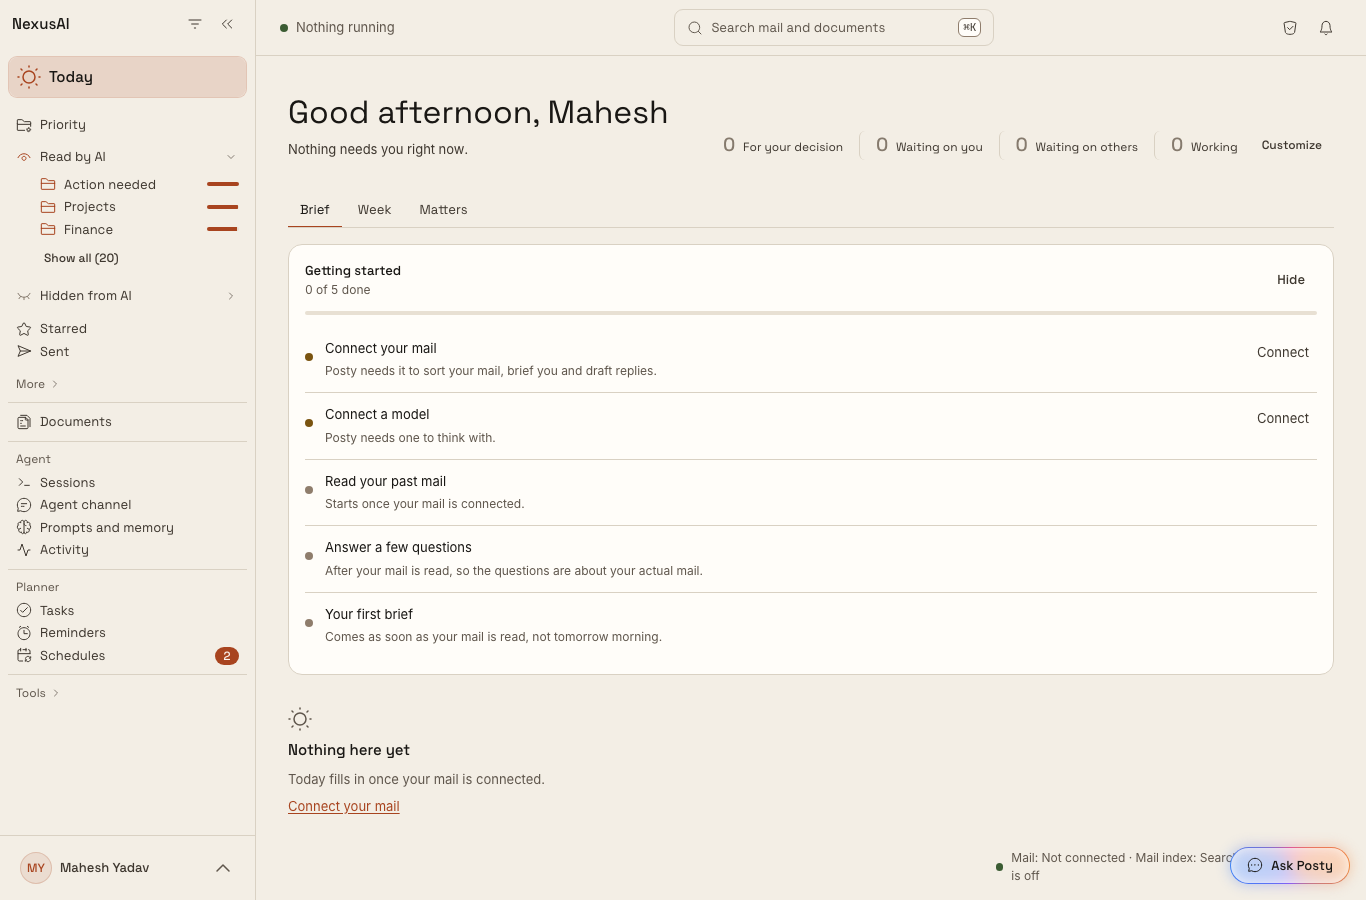 NexusAI
Today
Priority
Read by AI
Action needed
Projects
Finance
Show all (20)
Hidden from AI
Starred
Sent
More
Documents
Agent
Sessions
Agent channel
Prompts and memory
Activity
Planner
Tasks
Reminders
Schedules 2
Tools
MY Mahesh Yadav
Nothing running
Search mail and documents ⌘K
Good afternoon, Mahesh
Nothing needs you right now.
0 For your decision 0 Waiting on you 0 Waiting on others 0 Working Customize
Brief Week Matters
Getting started
0 of 5 done
Hide
Connect your mail
Posty needs it to sort your mail, brief you and draft replies.
Connect
Connect a model
Posty needs one to think with.
Connect
Read your past mail
Starts once your mail is connected.
Answer a few questions
After your mail is read, so the questions are about your actual mail.
Your first brief
Comes as soon as your mail is read, not tomorrow morning.
Nothing here yet
Today fills in once your mail is connected.
Connect your mail
Mail: Not connected · Mail index:
is off
Ask Posty